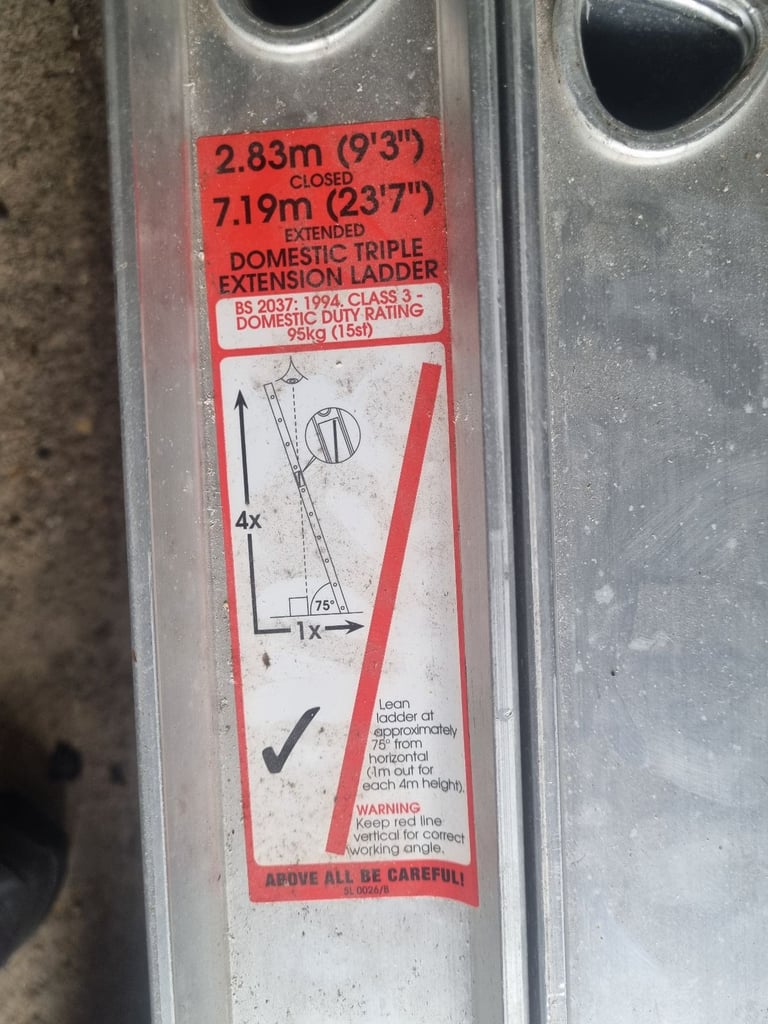 2.83m (9'3")
CLOSED
7.19m (23'7")
EXTENDED
DOMESTIC TRIPLE
EXTENSION LADDER
BS 2037: 1994. CLASS 3 -
DOMESTIC DUTY RATING
95kg (15st)
4x
75°
1x
Lean
ladder at
approximately
75° from
horizontal
(1m out for
each 4m height).
WARNING
Keep red line
vertical for correct
working angle.
ABOVE ALL BE CAREFUL!
SL 0026/B